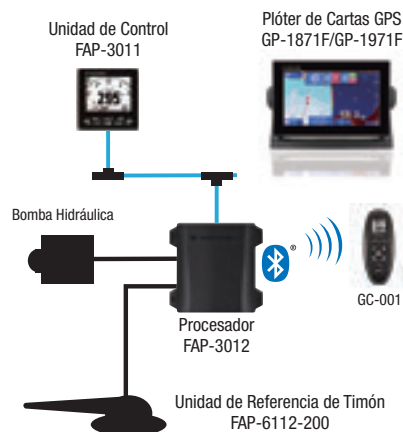 Unidad de Control
FAP-3011
Plóter de Cartas GPS
GP-1871F/GP-1971F
295
Bomba Hidráulica
®
GC-001
Procesador
FAP-3012
Unidad de Referencia de Timón
FAP-6112-200